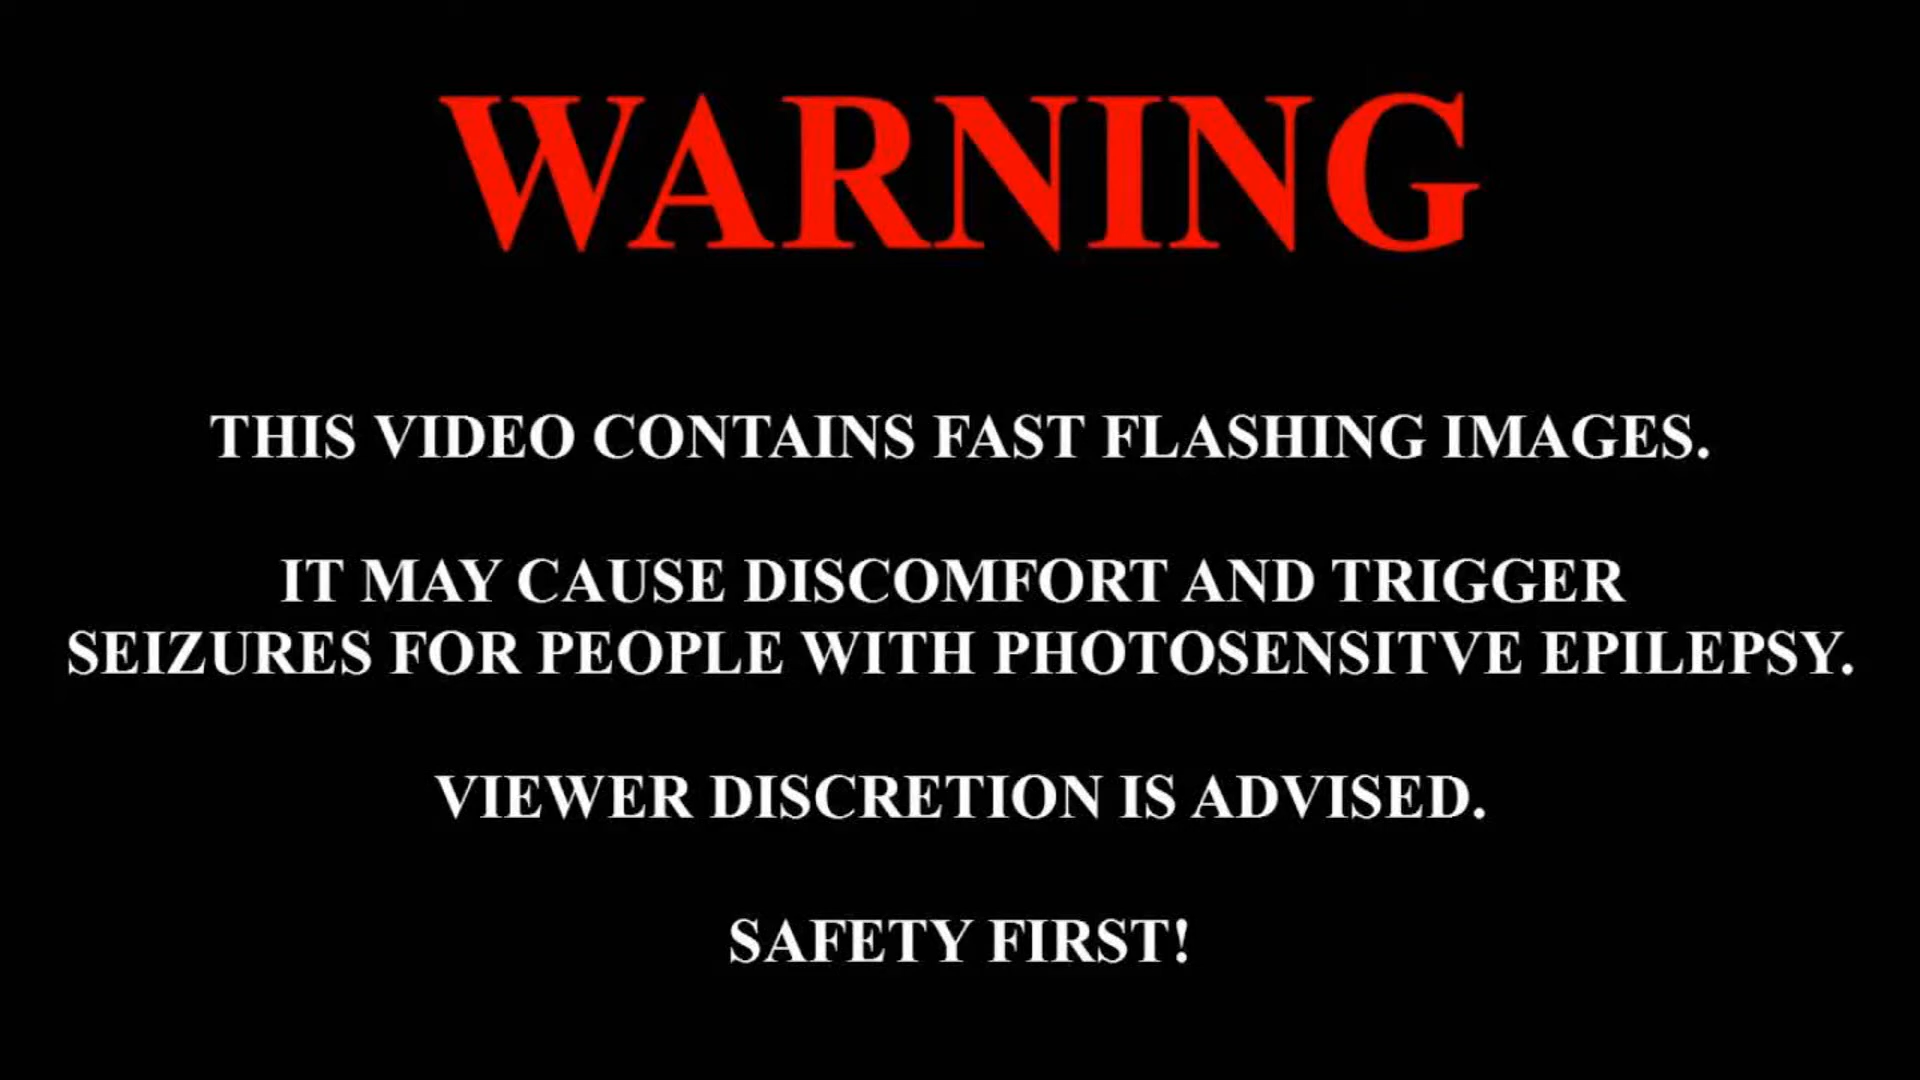 WARNING
THIS VIDEO CONTAINS FAST FLASHING IMAGES.
IT MAY CAUSE DISCOMFORT AND TRIGGER
SEIZURES FOR PEOPLE WITH PHOTOSENSITVE EPILEPSY.
VIEWER DISCRETION IS ADVISED.
SAFETY FIRST!